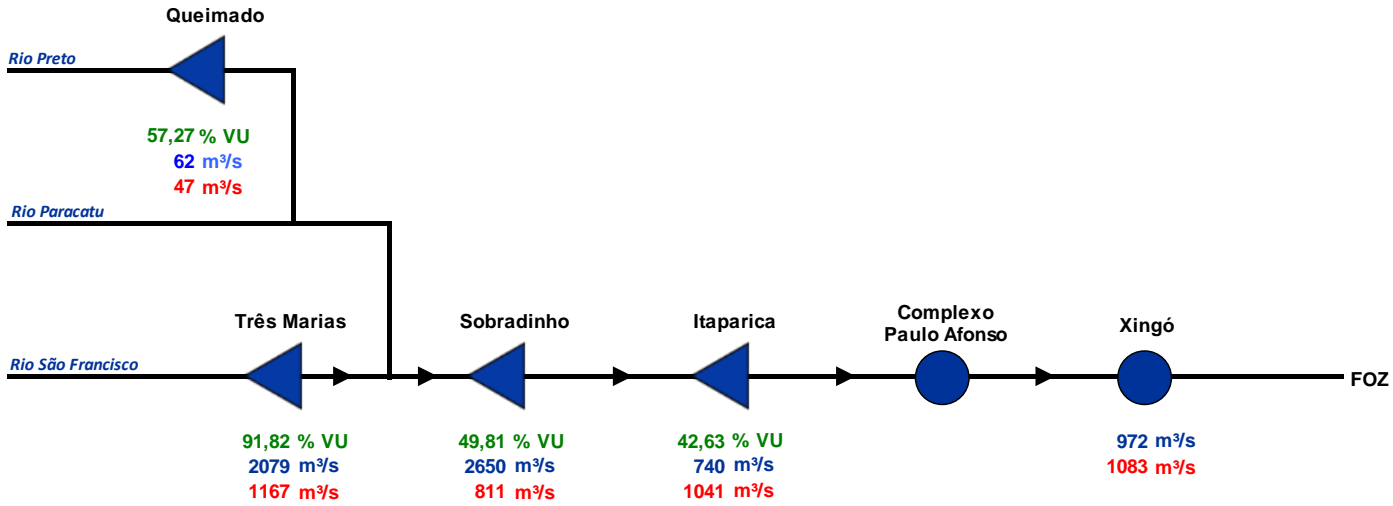 Queimado
Rio Preto
57,27 % VU
62 m³/s
47 m³/s
Rio Paracatu
Três Marias
Sobradinho
Itaparica
Complexo
Paulo Afonso
Xingó
Rio São Francisco
FOZ
91,82 % VU
2079 m³/s
1167 m³/s
49,81 % VU
2650 m³/s
811 m³/s
42,63 % VU
740 m³/s
1041 m³/s
972 m³/s
1083 m³/s